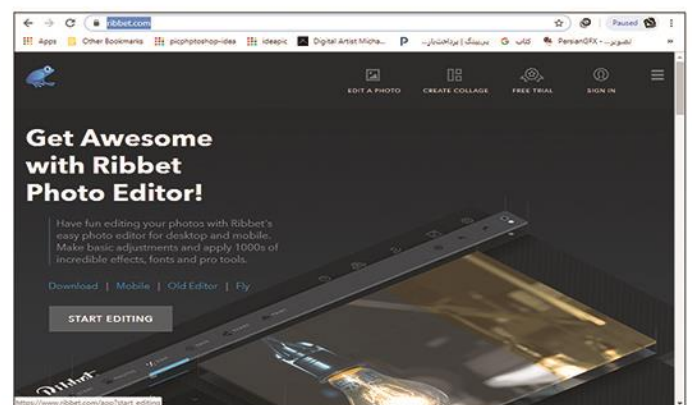 ribbet.com
Paused
Apps Other Bookmarks picphotoshop-idea ideapic Digital Artist Micha... کتاب PersianGFX - تصویر...
EDIT A PHOTO CREATE COLLAGE FREE TRIAL SIGN IN
Get Awesome
with Ribbet
Photo Editor!
Have fun editing your photos with Ribbet's
easy photo editor for desktop and mobile.
Make basic adjustments and apply 1000s of
incredible effects, fonts and pro tools.
Download | Mobile | Old Editor | Fly
START EDITING
Ribbet
https://www.ribbet.com/app?start_editing